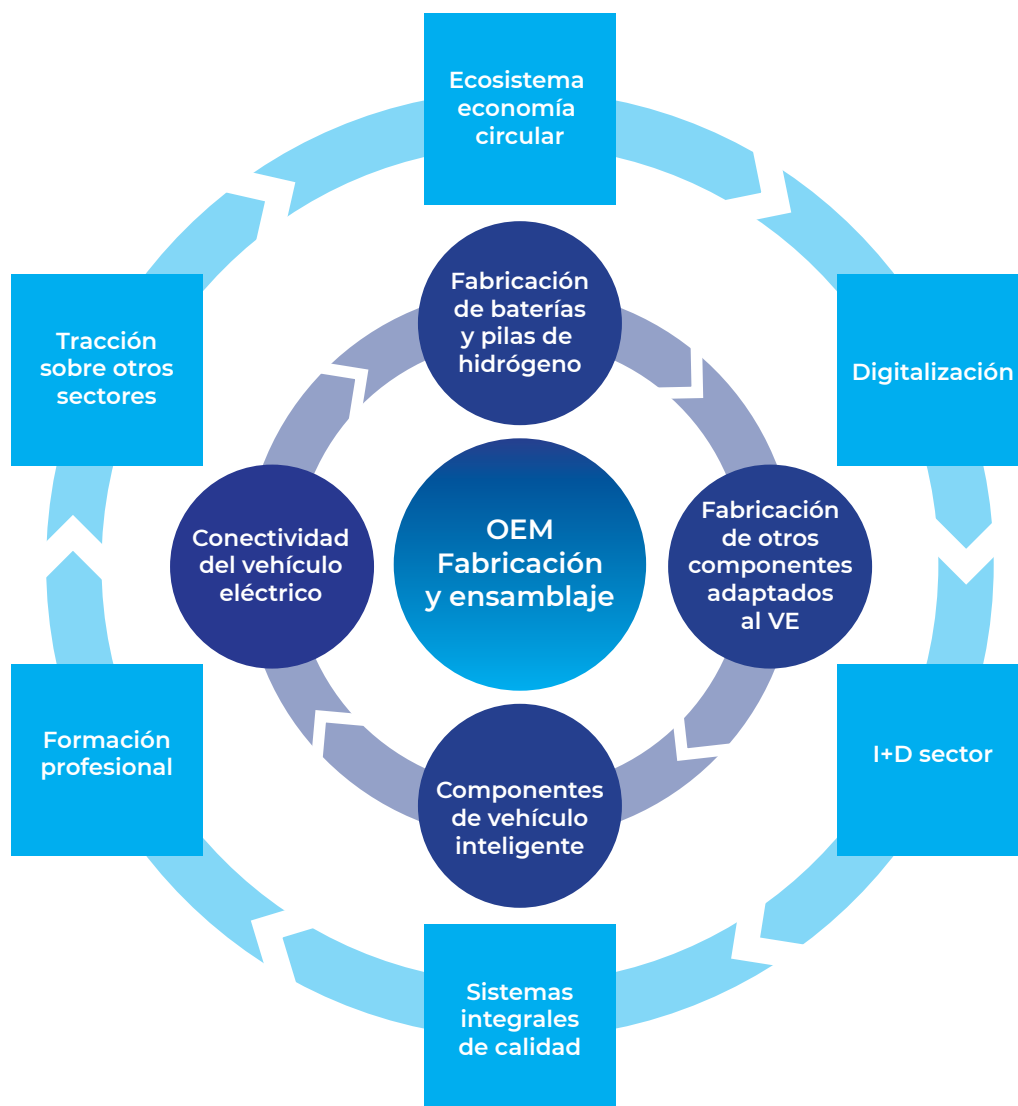 Ecosistema
economía
circular
Fabricación
de baterías
y pilas de
hidrógeno
Tracción
sobre otros
sectores
Digitalización
Conectividad
del vehículo
eléctrico
OEM
Fabricación
y ensamblaje
Fabricación
de otros
componentes
adaptados
al VE
Formación
profesional
I+D sector
Componentes
de vehículo
inteligente
Sistemas
integrales
de calidad